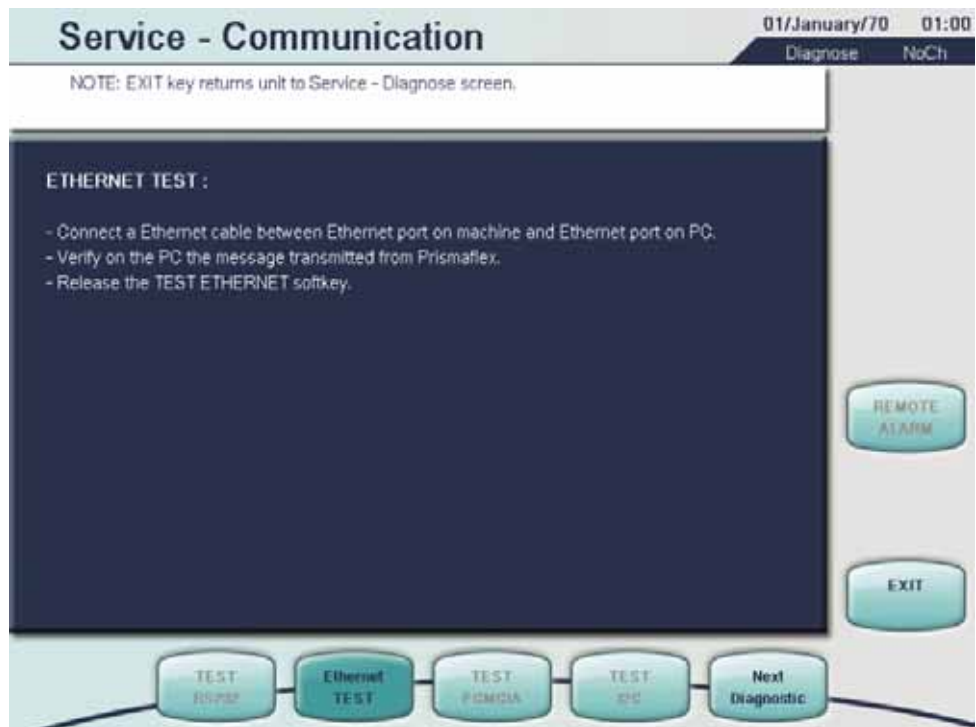 Service - Communication
01/January/70 01:00
Diagnose NoCh
NOTE: EXIT key returns unit to Service - Diagnose screen.
ETHERNET TEST :
- Connect a Ethernet cable between Ethernet port on machine and Ethernet port on PC.
- Verify on the PC the message transmitted from Prismaflex.
- Release the TEST ETHERNET softkey.
REMOTE
ALARM
EXIT
TEST
RS232
Ethernet
TEST
TEST
PCMCIA
TEST
I2C
Next
Diagnostic